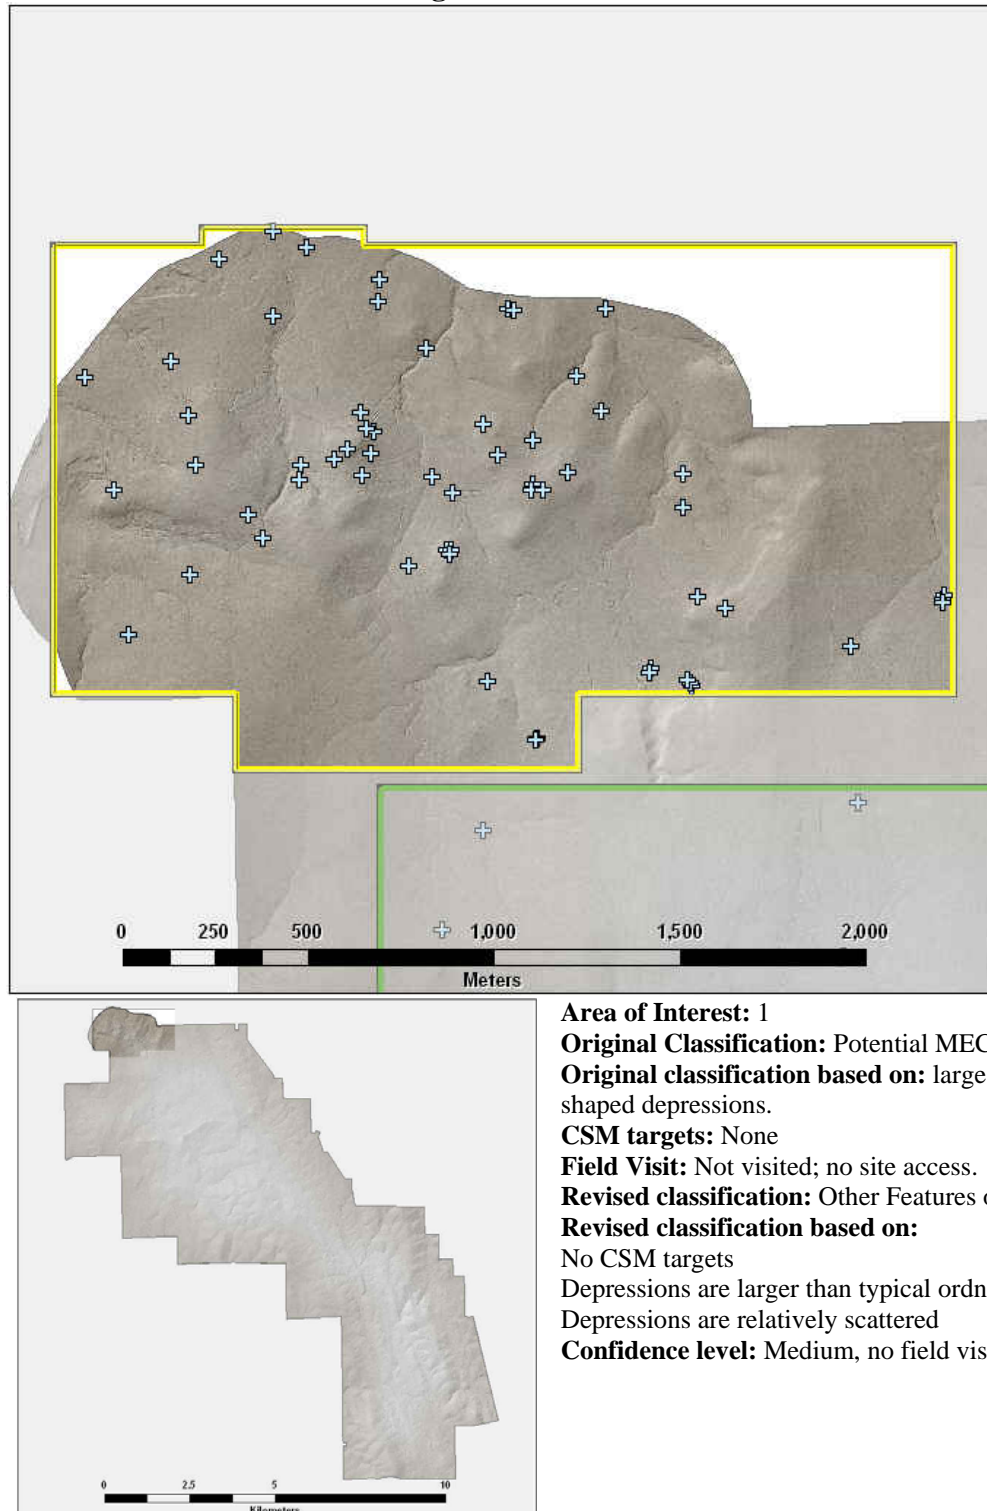 0 250 500 1,000 1,500 2,000
Meters
Area of Interest: 1
Original Classification: Potential MEC
Original classification based on: large
shaped depressions.
CSM targets: None
Field Visit: Not visited; no site access.
Revised classification: Other Features
Revised classification based on:
No CSM targets
Depressions are larger than typical
Depressions are relatively scattered
Confidence level: Medium, no field
0 2.5 5 10
Kilometers